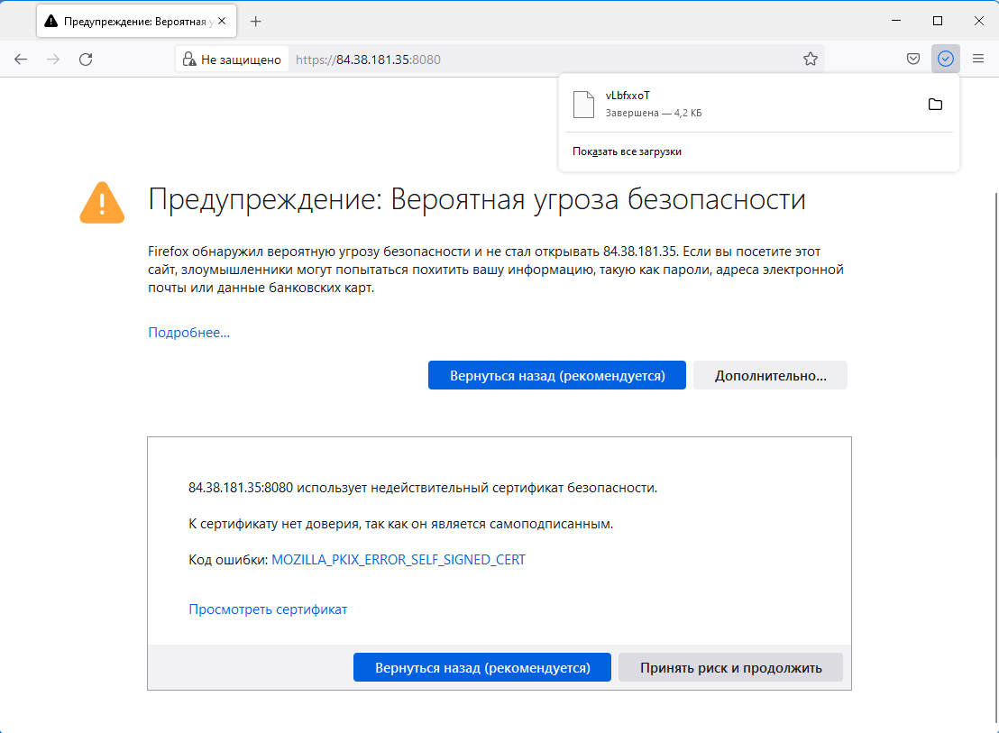 Предупреждение: Вероятная у
Не защищено
https://84.38.181.35:8080
vLbfxxoT
Завершена — 4,2 КБ
Показать все загрузки
Предупреждение: Вероятная угроза безопасности
Firefox обнаружил вероятную угрозу безопасности и не стал открывать 84.38.181.35. Если вы посетите этот
сайт, злоумышленники могут попытаться похитить вашу информацию, такую как пароли, адреса электронной
почты или данные банковских карт.
Подробнее...
Вернуться назад (рекомендуется)
Дополнительно...
84.38.181.35:8080 использует недействительный сертификат безопасности.
К сертификату нет доверия, так как он является самоподписанным.
Код ошибки: MOZILLA_PKIX_ERROR_SELF_SIGNED_CERT
Просмотреть сертификат
Вернуться назад (рекомендуется)
Принять риск и продолжить